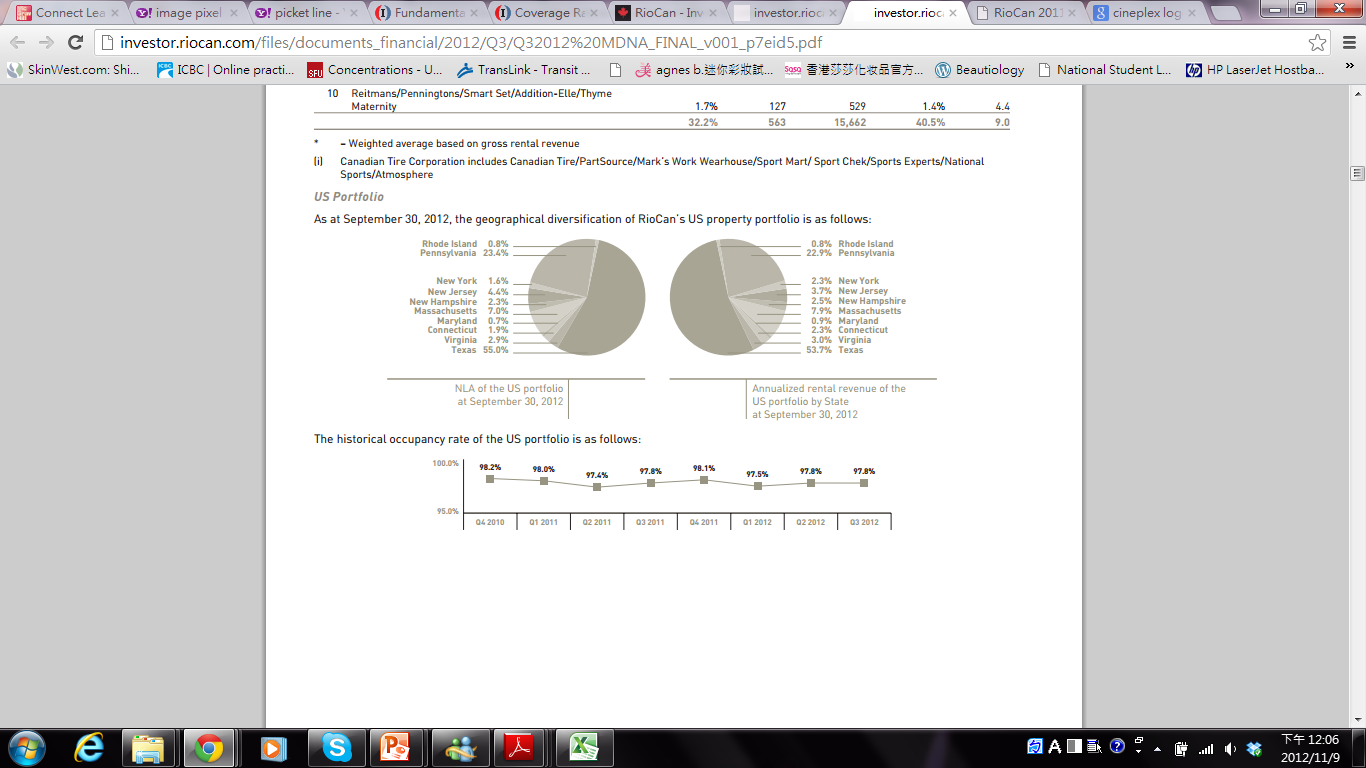 Connect Lea
image pixel
picket line -
Fundamenta
Coverage Ra
RioCan - Inv
investor.rioc
investor.rioc
RioCan 201
cineplex log
investor.riocan.com/files/documents_financial/2012/Q3/Q32012%20MDNA_FINAL_v001_p7eid5.pdf
SkinWest.com: Shi... ICBC | Online practi... SFU Concentrations - U... TransLink - Transit ... agnes b.迷你彩妝試... Sasa 香港莎莎化妝品官方... Beautiology National Student L... HP LaserJet Hostba... »
10 Reitmans/Penningtons/Smart Set/Addition-Elle/Thyme
Maternity 1.7% 127 529 1.4% 4.4
32.2% 563 15,662 40.5% 9.0
* – Weighted average based on gross rental revenue
(i) Canadian Tire Corporation includes Canadian Tire/PartSource/Mark's Work Wearhouse/Sport Mart/ Sport Chek/Sports Experts/National
Sports/Atmosphere
US Portfolio
As at September 30, 2012, the geographical diversification of RioCan's US property portfolio is as follows:
Rhode Island 0.8%
Pennsylvania 23.4%
New York 1.6%
New Jersey 4.4%
New Hampshire 2.3%
Massachusetts 7.0%
Maryland 0.7%
Connecticut 1.9%
Virginia 2.9%
Texas 55.0%
0.8% Rhode Island
22.9% Pennsylvania
2.3% New York
3.7% New Jersey
2.5% New Hampshire
7.9% Massachusetts
0.9% Maryland
2.3% Connecticut
3.0% Virginia
53.7% Texas
NLA of the US portfolio
at September 30, 2012
Annualized rental revenue of the
US portfolio by State
at September 30, 2012
The historical occupancy rate of the US portfolio is as follows:
100.0%
98.2% 98.0% 97.4% 97.8% 98.1% 97.5% 97.8% 97.8%
95.0%
Q4 2010 Q1 2011 Q2 2011 Q3 2011 Q4 2011 Q1 2012 Q2 2012 Q3 2012
A
下午 12:06
2012/11/9